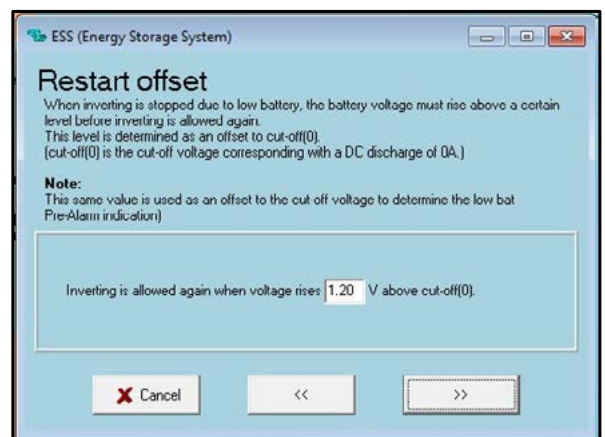 ESS (Energy Storage System)
Restart offset
When inverting is stopped due to low battery, the battery voltage must rise above a certain
level before inverting is allowed again.
This level is determined as an offset to cut-off(0).
(cut-off(0) is the cut-off voltage corresponding with a DC discharge of 0A.)
Note:
This same value is used as an offset to the cut off voltage to determine the low bat
Pre-Alarm indication)
Inverting is allowed again when voltage rises 1.20 V above cut-off(0).
Cancel << >>